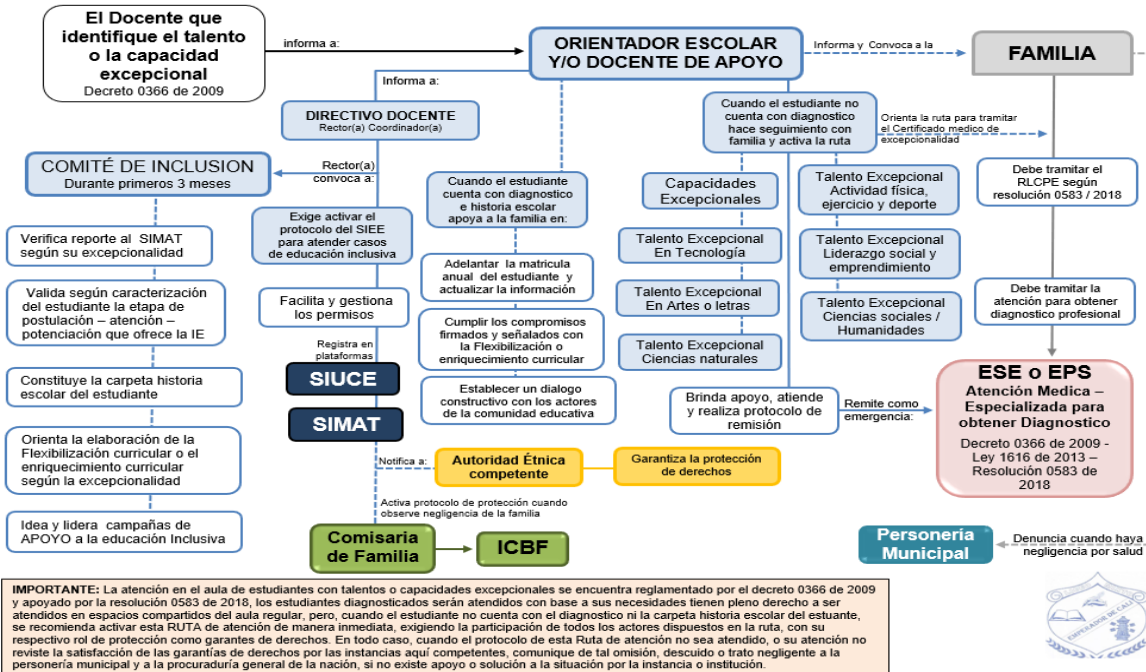 El Docente que
identifique el talento
o la capacidad
excepcional
Decreto 0366 de 2009
informa a:
ORIENTADOR ESCOLAR
Y/O DOCENTE DE APOYO
Informa y Convoca a la
FAMILIA
Informa a:
DIRECTIVO DOCENTE
Rector(a) Coordinador(a)
Rector(a)
convoca a:
COMITÉ DE INCLUSION
Durante primeros 3 meses
Verifica reporte al SIMAT
según su excepcionalidad
Valida según caracterización
del estudiante la etapa de
postulación – atención –
potenciación que ofrece la IE
Constituye la carpeta historia
escolar del estudiante
Orienta la elaboración de la
Flexibilización curricular o el
enriquecimiento curricular
según la excepcionalidad
Idea y lidera campañas de
APOYO a la educación Inclusiva
Exige activar el
protocolo del SIEE
para atender casos
de educación inclusiva
Facilita y gestiona
los permisos
Registra en
plataformas
SIUCE
SIMAT
Notifica a:
Autoridad Étnica
competente
Garantiza la protección
de derechos
Activa protocolo de protección cuando
observe negligencia de la familia
Comisaria
de Familia
ICBF
Cuando el estudiante
cuenta con diagnostico
e historia escolar
apoya a la familia en:
Adelantar la matricula
anual del estudiante y
actualizar la información
Cumplir los compromisos
firmados y señalados con
la Flexibilización o
enriquecimiento curricular
Establecer un dialogo
constructivo con los actores
de la comunidad educativa
Cuando el estudiante no
cuenta con diagnostico
hace seguimiento con
familia y activa la ruta
Orienta la ruta para tramitar
el Certificado medico de
excepcionalidad
Capacidades
Excepcionales
Talento Excepcional
En Tecnología
Talento Excepcional
En Artes o letras
Talento Excepcional
Ciencias naturales
Talento Excepcional
Actividad física,
ejercicio y deporte
Talento Excepcional
Liderazgo social y
emprendimiento
Talento Excepcional
Ciencias sociales /
Humanidades
Brinda apoyo, atiende
y realiza protocolo de
remisión
Remite como
emergencia:
Debe tramitar el
RLCPE según
resolución 0583 / 2018
Debe tramitar la
atención para obtener
diagnostico profesional
ESE o EPS
Atención Medica –
Especializada para
obtener Diagnostico
Decreto 0366 de 2009 -
Ley 1616 de 2013 –
Resolución 0583 de
2018
Personería
Municipal
Denuncia cuando haya
negligencia por salud
IMPORTANTE: La atención en el aula de estudiantes con talentos o capacidades excepcionales se encuentra reglamentado por el decreto 0366 de 2009
y apoyado por la resolución 0583 de 2018, los estudiantes diagnosticados serán atendidos con base a sus necesidades tienen pleno derecho a ser
atendidos en espacios compartidos del aula regular, pero, cuando el estudiante no cuenta con el diagnostico ni la carpeta historia escolar del estuante,
se recomienda activar esta RUTA de atención de manera inmediata, exigiendo la participación de todos los actores dispuestos en la ruta, con su
respectivo rol de protección como garantes de derechos. En todo caso, cuando el protocolo de esta Ruta de atención no sea atendido, o su atención no
reviste la satisfacción de las garantías de derechos por las instancias aquí competentes, comunique de tal omisión, descuido o trato negligente a la
personería municipal y a la procuraduría general de la nación, si no existe apoyo o solución a la situación por la instancia o institución.